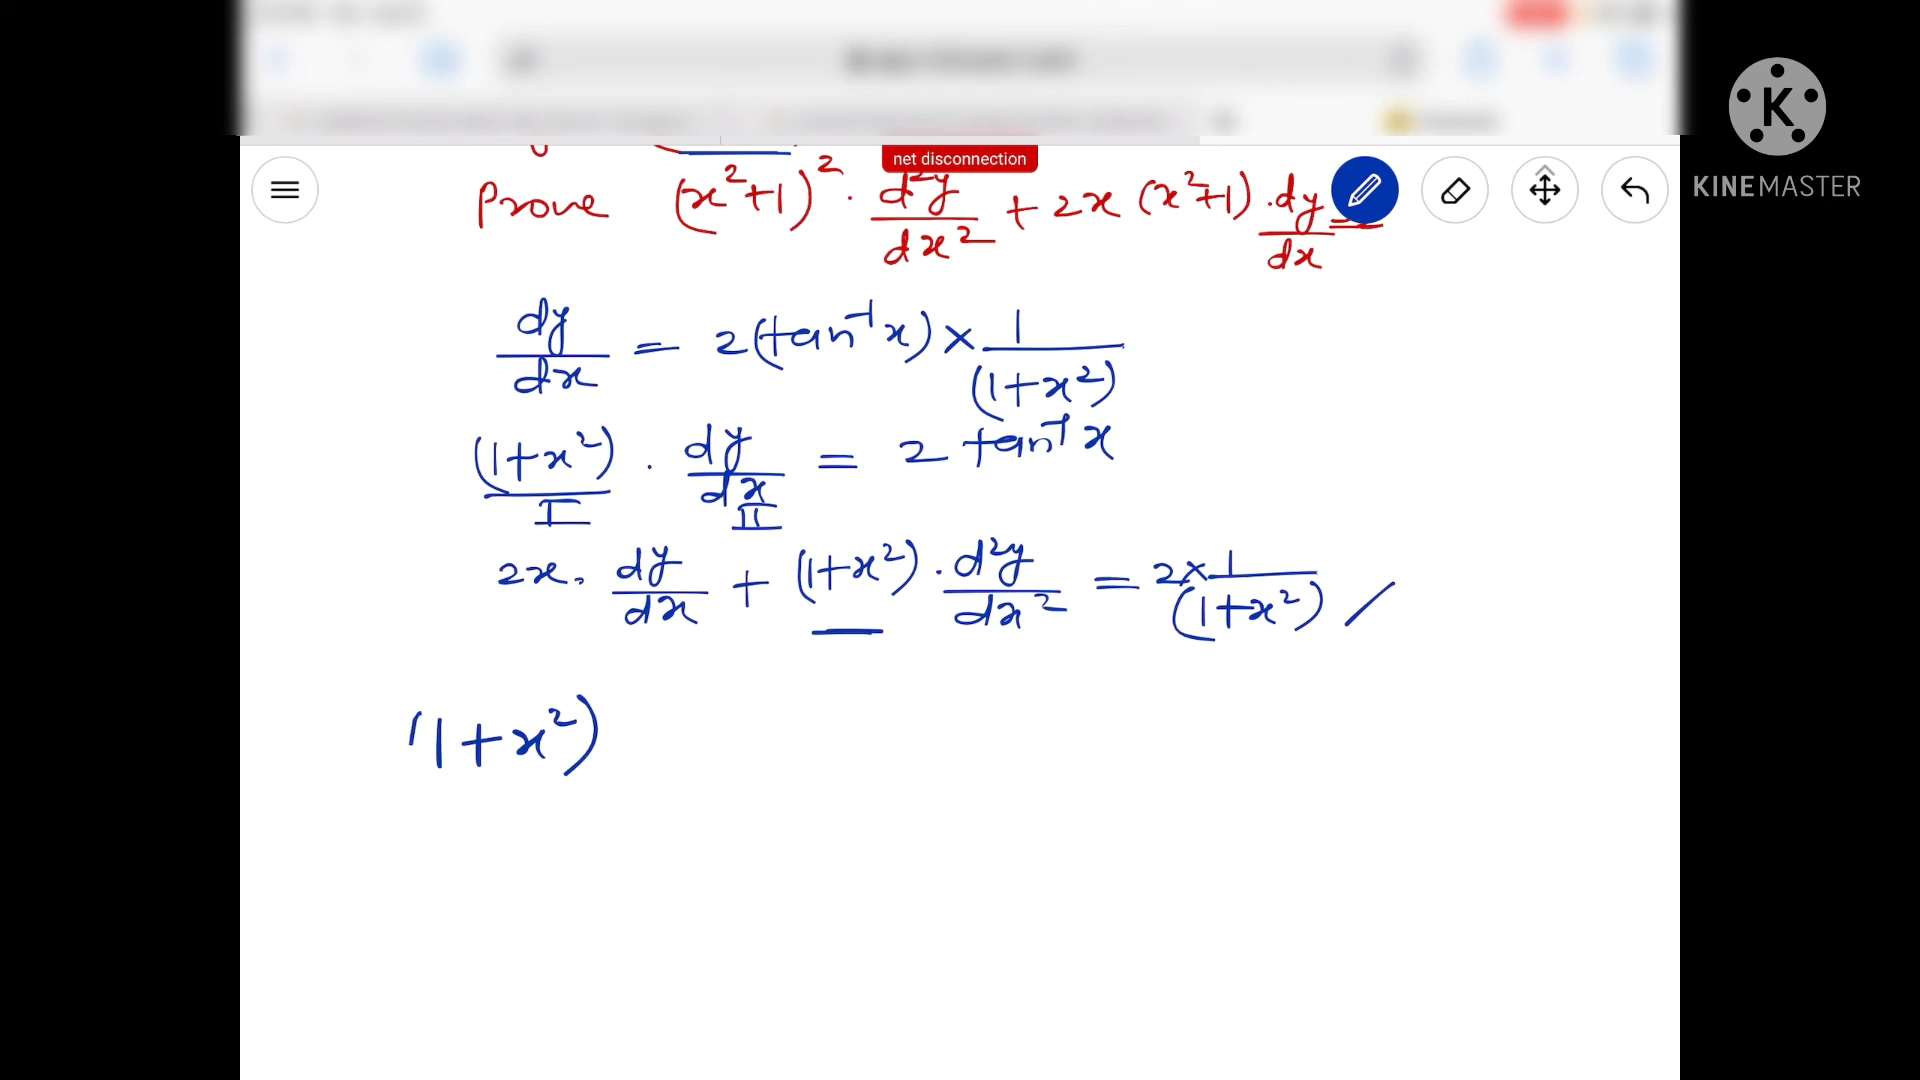 net disconnection
K
KINEMASTER
Prove (x²+1)² · d²y/dx² + 2x (x²+1) · dy/dx =
dy/dx = 2(tan⁻¹x) × 1/(1+x²)
(1+x²) · dy/dx = 2 tan⁻¹ x
I II
2x · dy/dx + (1+x²) · d²y/dx² = 2 × 1/(1+x²) /
(1+x²)